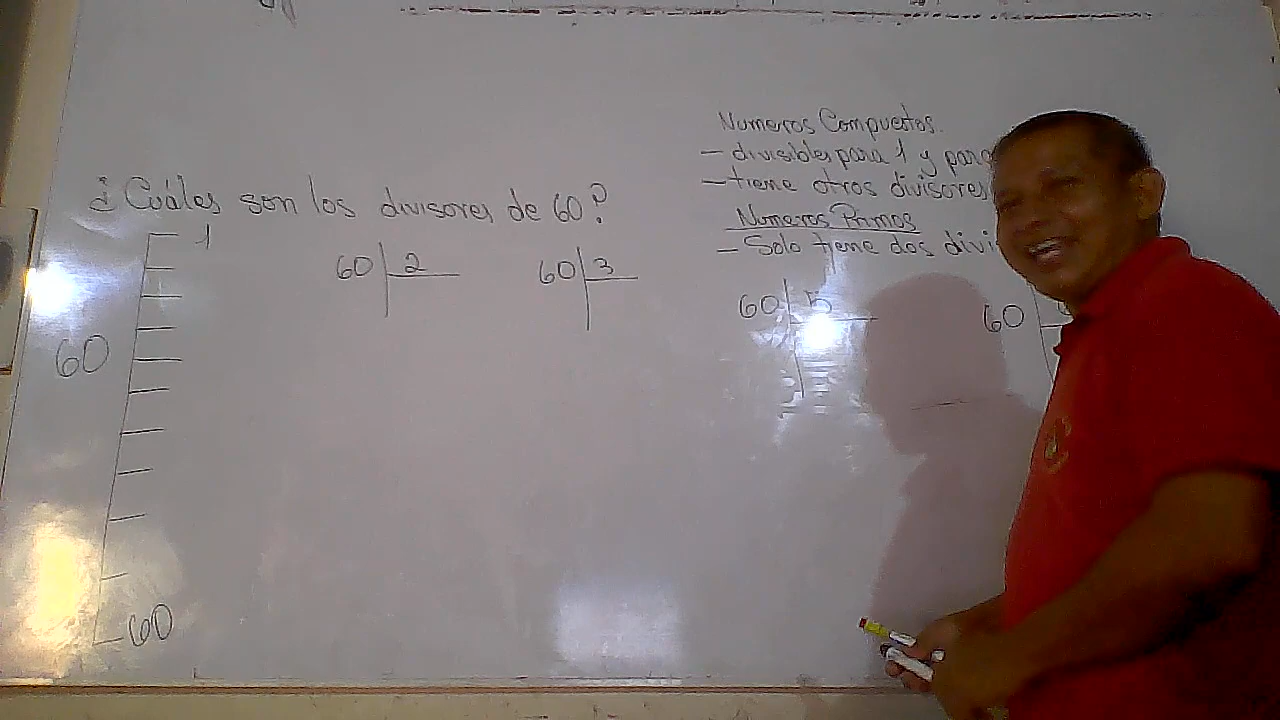 Numeros Compuestos.
- divisibles para 1 y para
- tiene otros divisores
¿Cuáles son los divisores de 60?
Numeros Primos
- Solo tiene dos divi
1
60 2
60 3
60 5
60
60
60